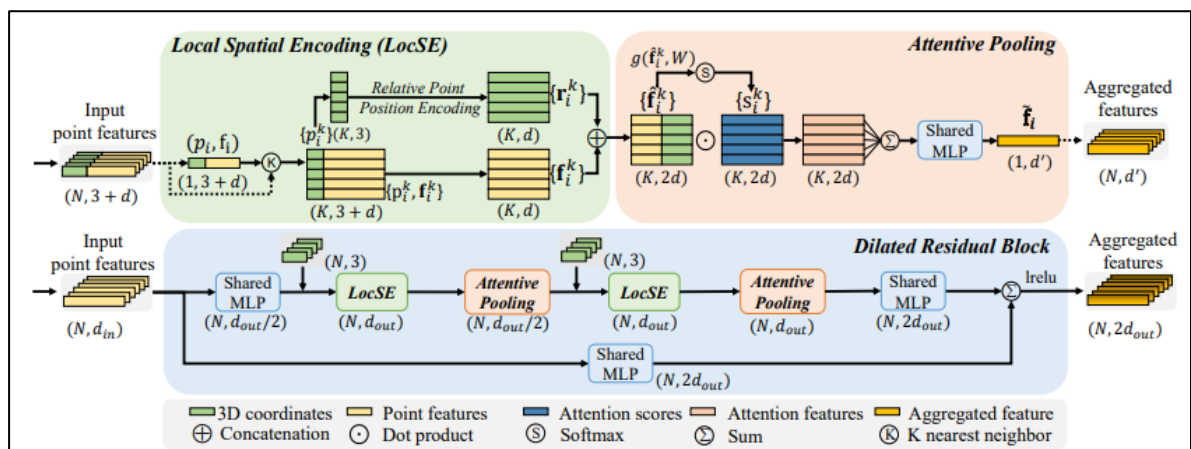 Local Spatial Encoding (LocSE)
Attentive Pooling
Input
point features
(N, 3 + d)
(p_i, f_i)
(1, 3 + d)
K
{p_i^k}(K, 3)
Relative Point
Position Encoding
{r_i^k}
(K, d)
{p_i^k, f_i^k}
(K, 3 + d)
{f_i^k}
(K, d)
g(f̂_i^k, W)
S
{f̂_i^k}
{s_i^k}
(K, 2d)
(K, 2d)
(K, 2d)
Σ
Shared
MLP
f̃_i
(1, d')
Aggregated
features
(N, d')
Dilated Residual Block
Input
point features
(N, d_in)
Shared
MLP
(N, d_out/2)
(N, 3)
LocSE
(N, d_out)
Attentive
Pooling
(N, d_out/2)
(N, 3)
LocSE
(N, d_out)
Attentive
Pooling
(N, d_out)
Shared
MLP
(N, 2d_out)
Σ
lrelu
Shared
MLP
(N, 2d_out)
Aggregated
features
(N, 2d_out)
3D coordinates Point features Attention scores Attention features Aggregated feature
⊕ Concatenation ⊙ Dot product Ⓢ Softmax Σ Sum Ⓚ K nearest neighbor